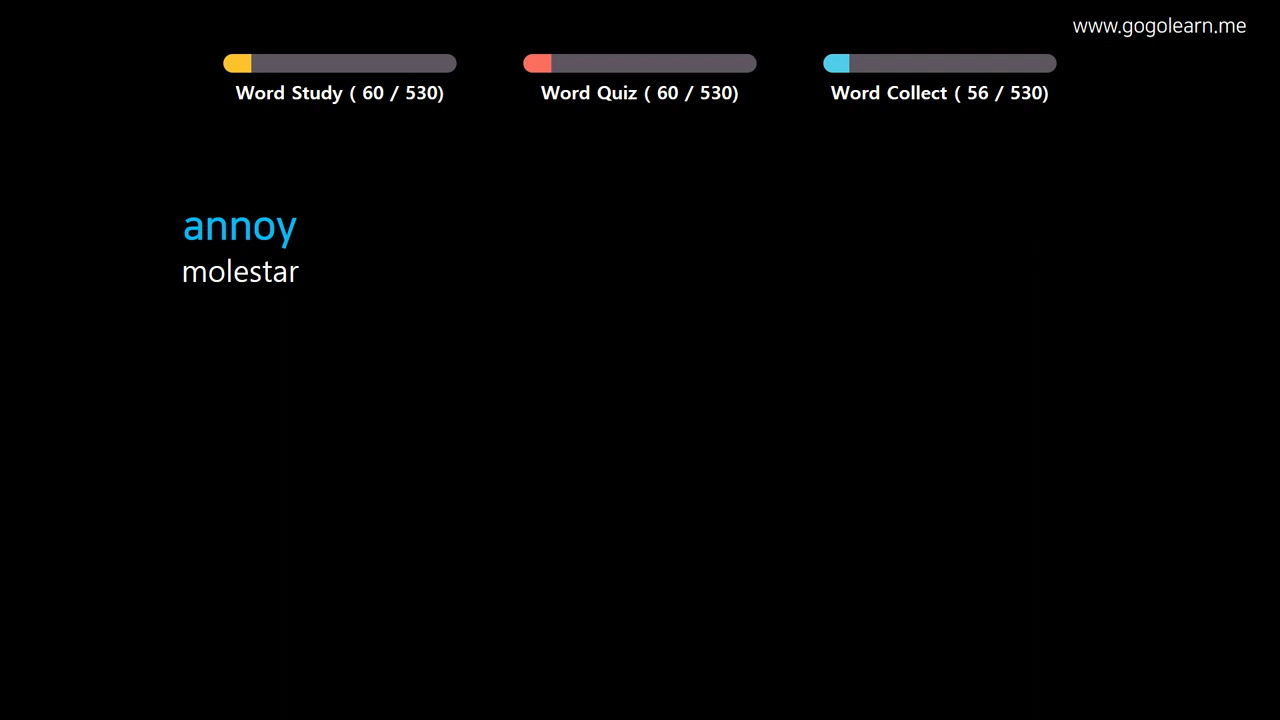 www.gogolearn.me
Word Study ( 60 / 530)
Word Quiz ( 60 / 530)
Word Collect ( 56 / 530)
annoy
molestar